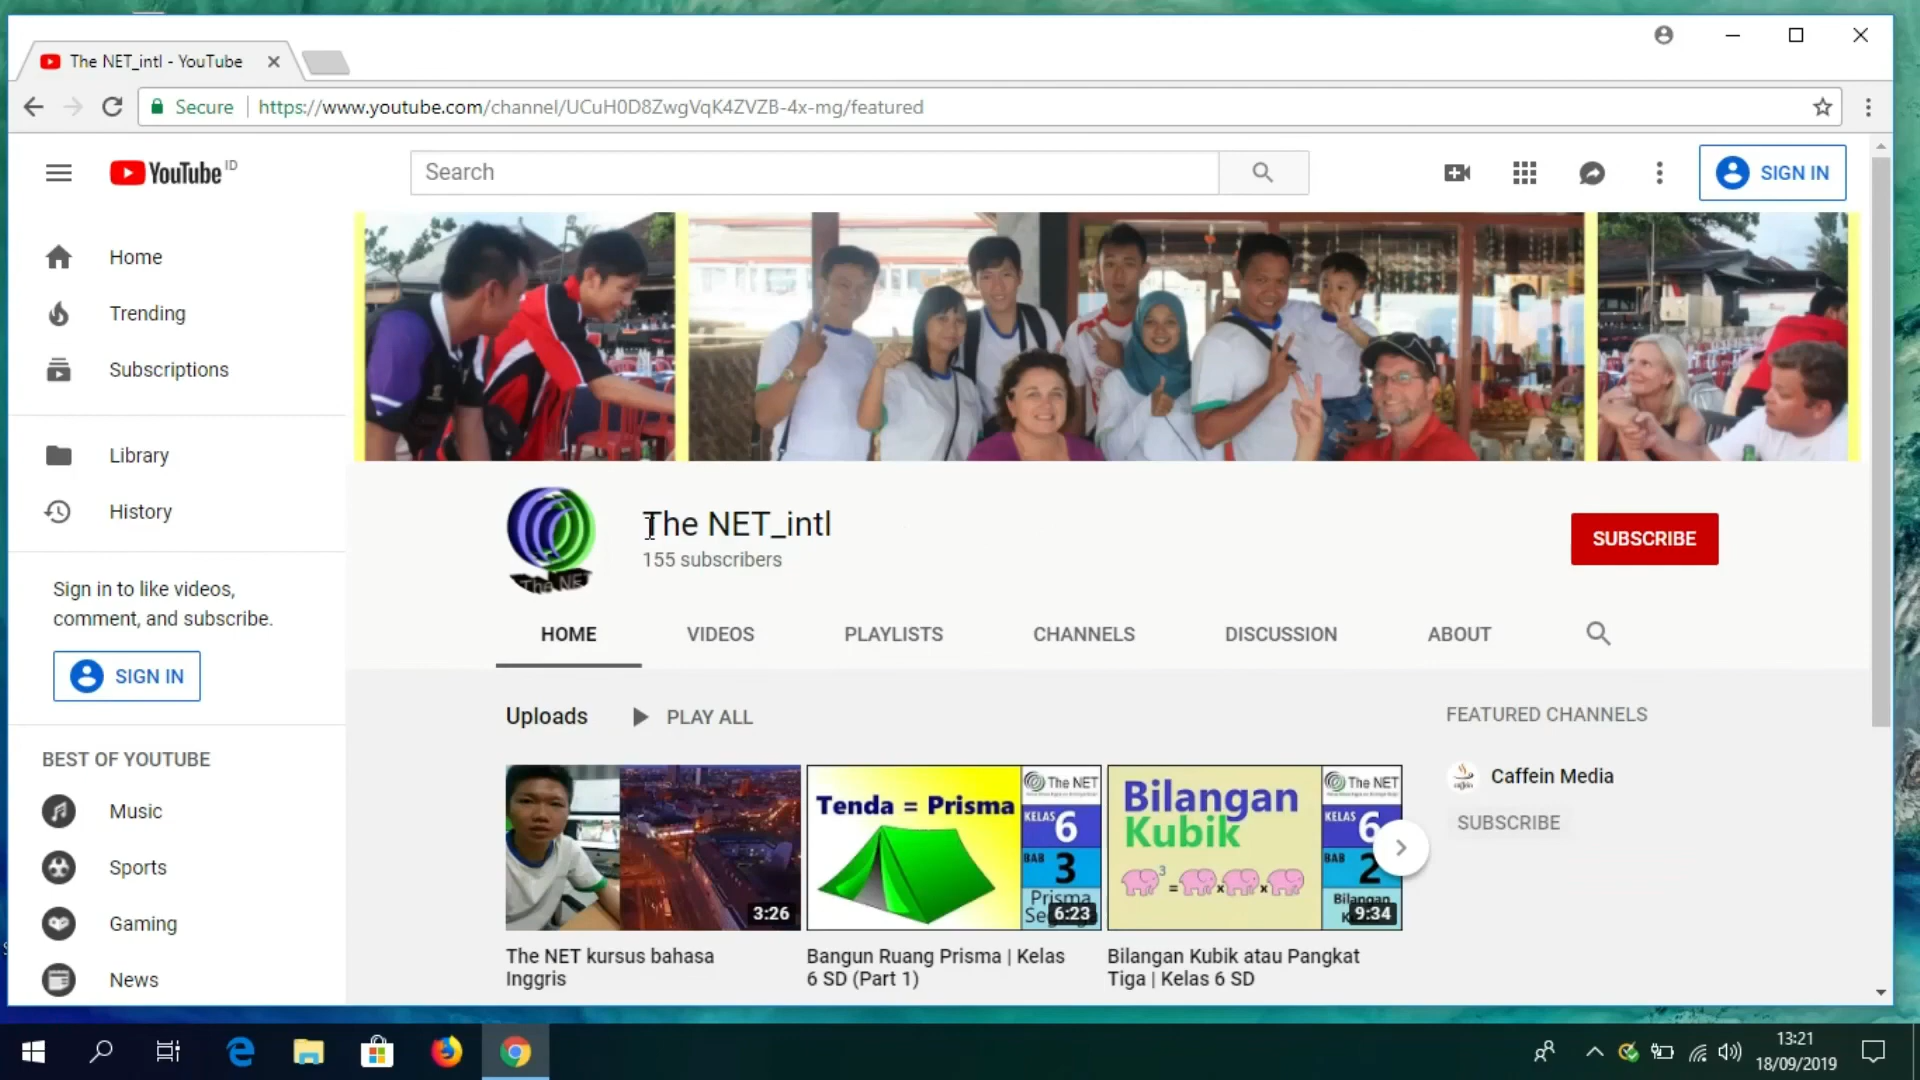 The NET_intl - YouTube
Secure
https://www.youtube.com/channel/UCuH0D8ZwgVqK4ZVZB-4x-mg/featured
YouTube ID
Search
SIGN IN
Home
Trending
Subscriptions
Library
History
Sign in to like videos,
comment, and subscribe.
SIGN IN
BEST OF YOUTUBE
Music
Sports
Gaming
News
The NET
The NET_intl
155 subscribers
SUBSCRIBE
HOME
VIDEOS
PLAYLISTS
CHANNELS
DISCUSSION
ABOUT
Uploads
PLAY ALL
3:26
The NET kursus bahasa
Inggris
Tenda = Prisma
The NET
KELAS
6
BAB
3
Prisma
6:23
Bangun Ruang Prisma | Kelas
6 SD (Part 1)
Bilangan
Kubik
3
= x x
The NET
KELAS
6
BAB
2
Bilangan
9:34
Bilangan Kubik atau Pangkat
Tiga | Kelas 6 SD
FEATURED CHANNELS
Caffein Media
SUBSCRIBE
13:21
18/09/2019